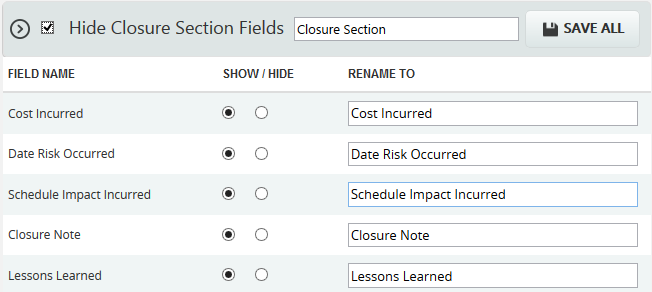 Hide Closure Section Fields Closure Section SAVE ALL
FIELD NAME SHOW / HIDE RENAME TO
Cost Incurred Cost Incurred
Date Risk Occurred Date Risk Occurred
Schedule Impact Incurred Schedule Impact Incurred
Closure Note Closure Note
Lessons Learned Lessons Learned